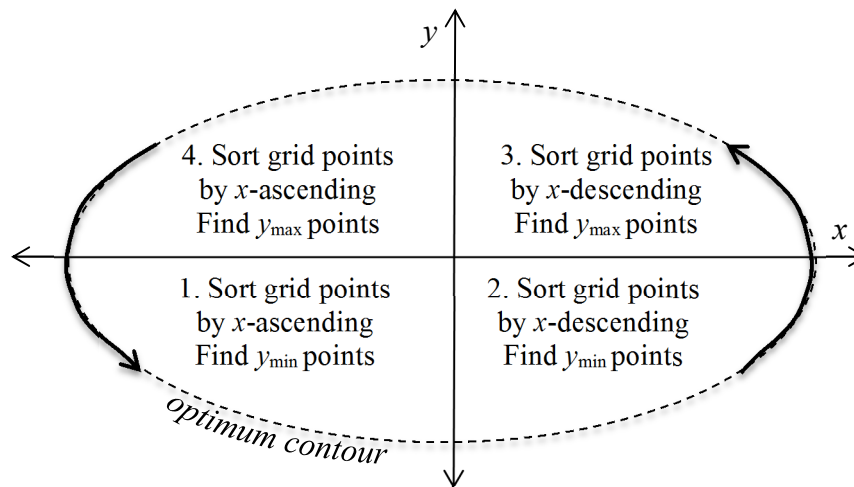 y
4. Sort grid points
by x-ascending
Find ymax points
3. Sort grid points
by x-descending
Find ymax points
x
1. Sort grid points
by x-ascending
Find ymin points
2. Sort grid points
by x-descending
Find ymin points
optimum contour